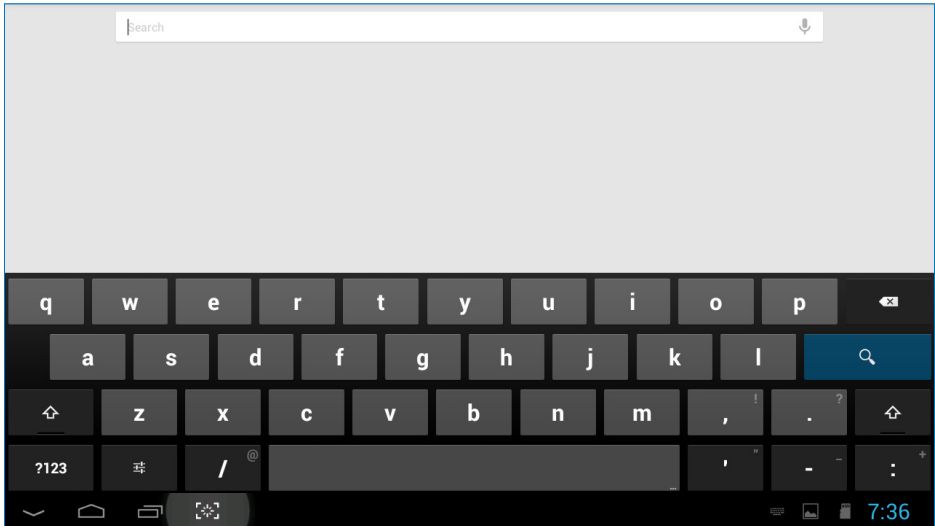 Search
q w e r t y u i o p
a s d f g h j k l
z x c v b n m , ! . ?
?123 / @ ... ' " - _ : +
7:36